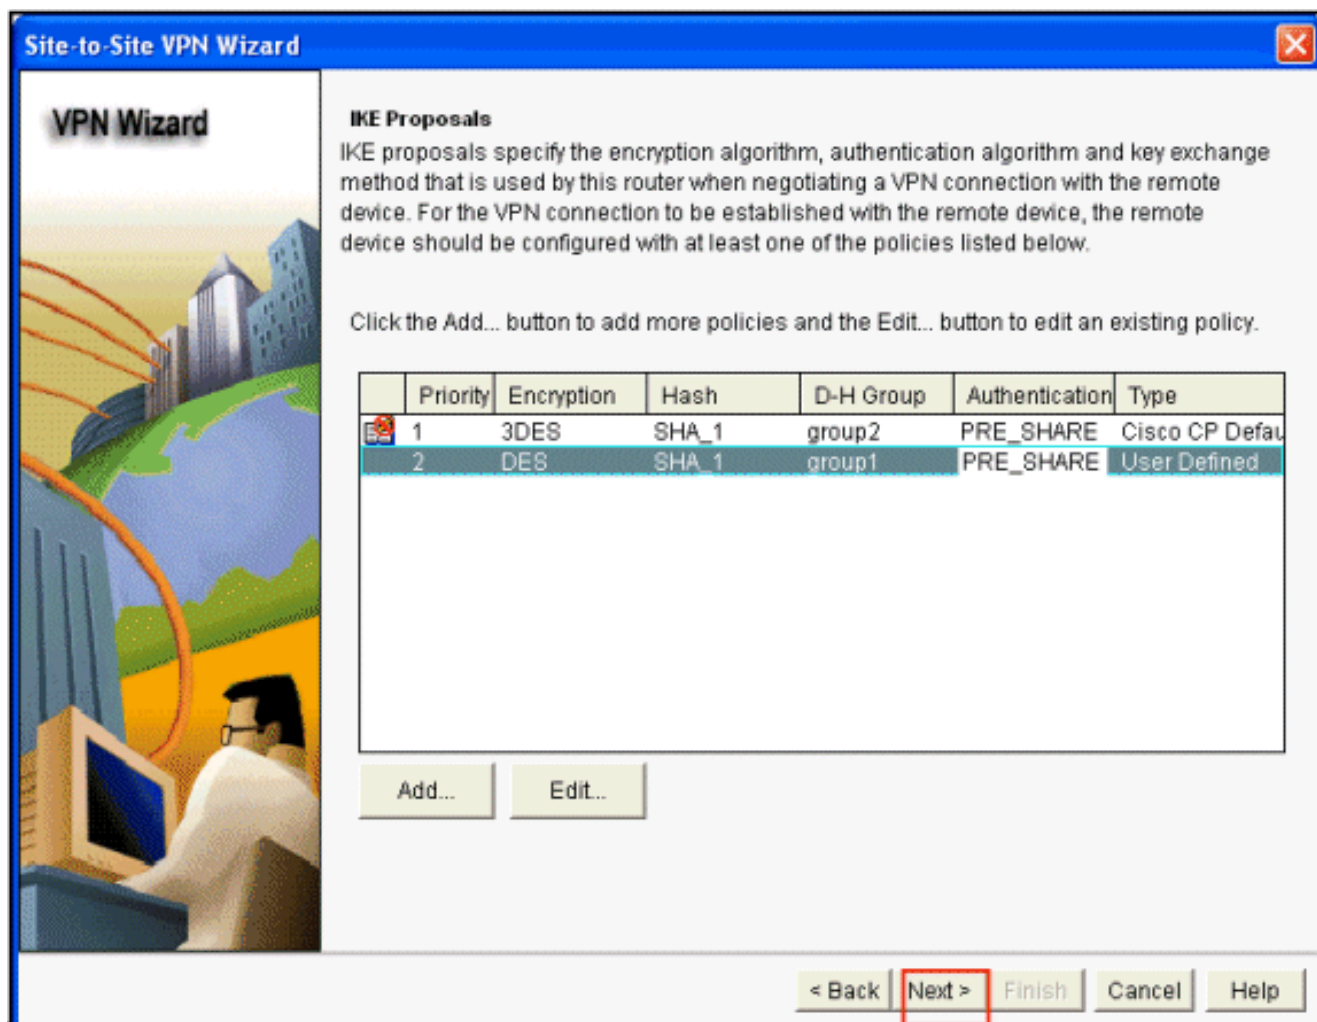 Site-to-Site VPN Wizard
VPN Wizard
IKE Proposals
IKE proposals specify the encryption algorithm, authentication algorithm and key exchange
method that is used by this router when negotiating a VPN connection with the remote
device. For the VPN connection to be established with the remote device, the remote
device should be configured with at least one of the policies listed below.
Click the Add... button to add more policies and the Edit... button to edit an existing policy.
Priority Encryption Hash D-H Group Authentication Type
1 3DES SHA_1 group2 PRE_SHARE Cisco CP Defau
2 DES SHA_1 group1 PRE_SHARE User Defined
Add... Edit...
< Back Next > Finish Cancel Help